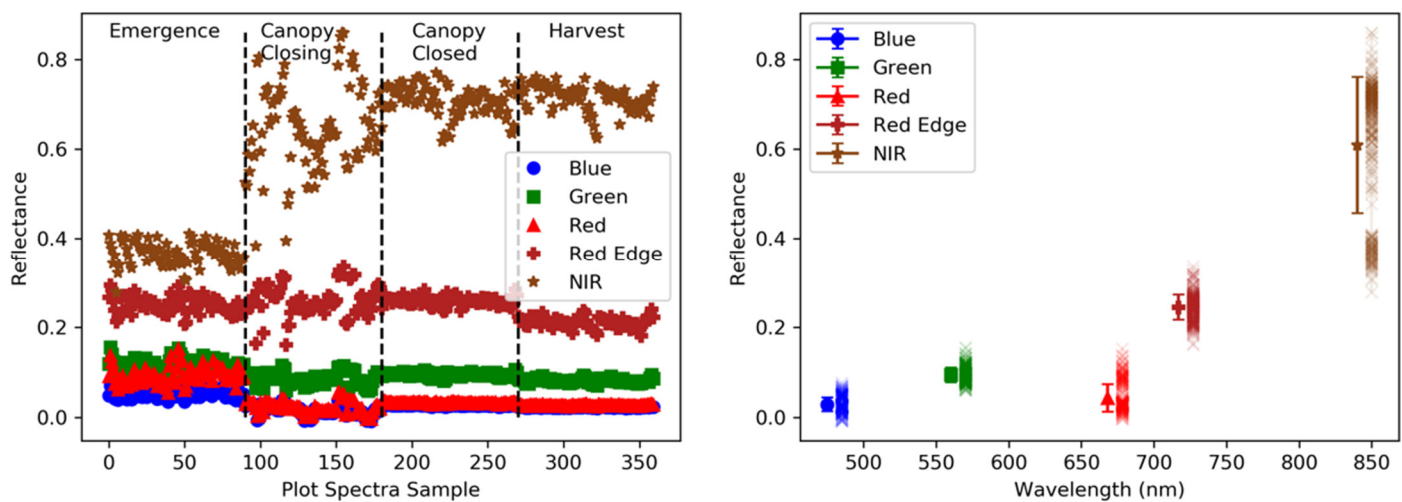 Emergence
Canopy
Closing
Canopy
Closed
Harvest
Reflectance
0.8
0.6
0.4
0.2
0.0
Blue
Green
Red
Red Edge
NIR
0 50 100 150 200 250 300 350
Plot Spectra Sample
Blue
Green
Red
Red Edge
NIR
Reflectance
0.8
0.6
0.4
0.2
0.0
500 550 600 650 700 750 800 850
Wavelength (nm)